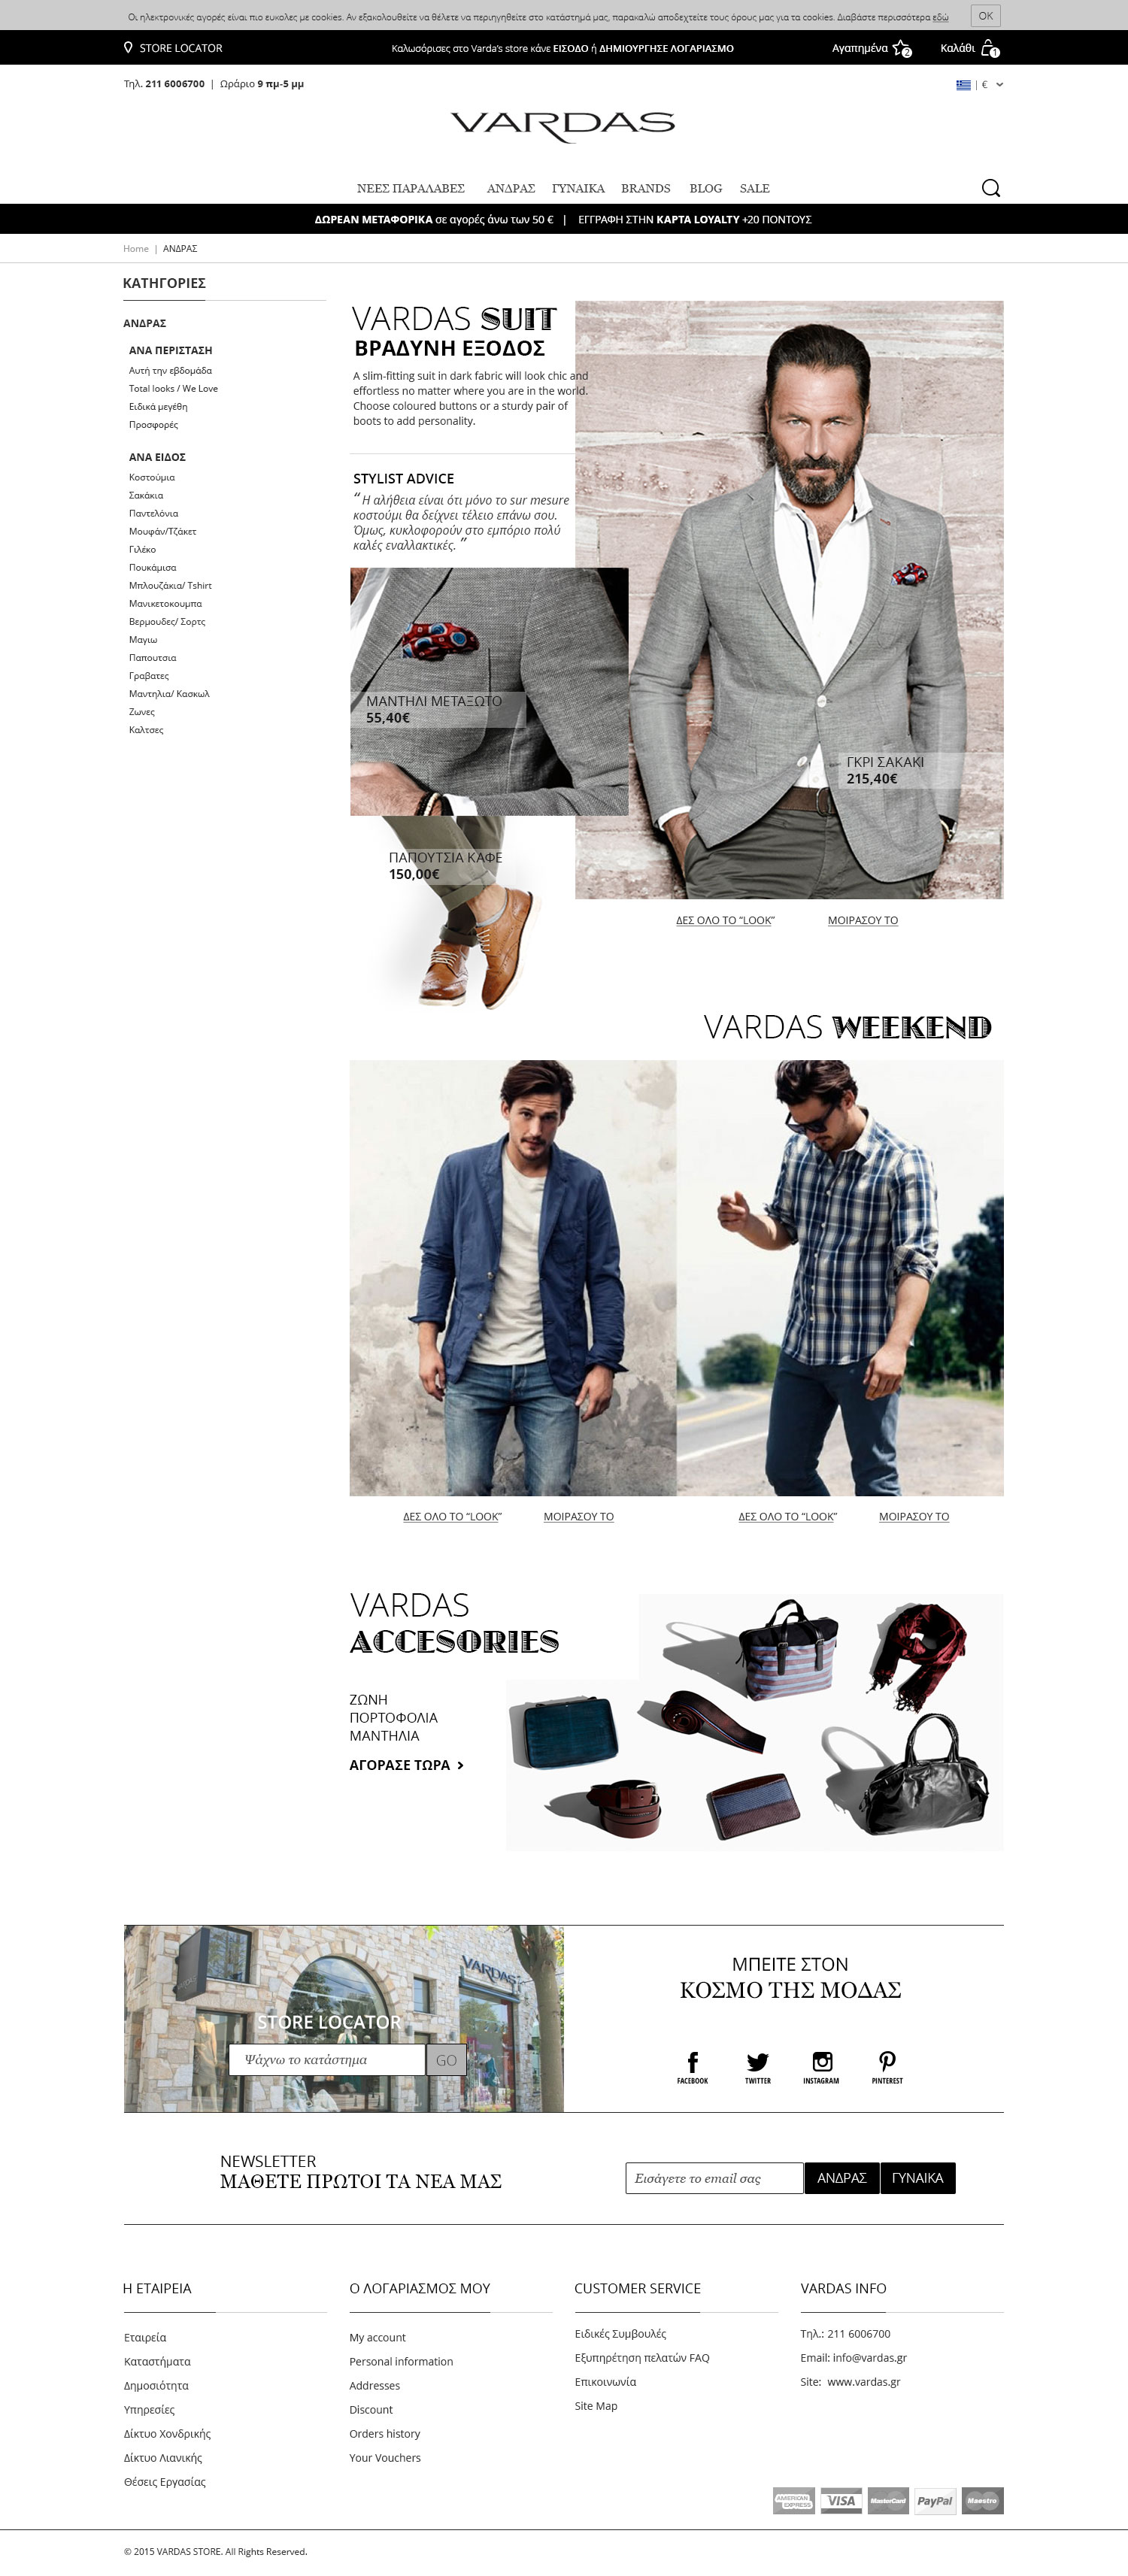 Οι ηλεκτρονικές αγορές είναι πιο ευκολες με cookies. Αν εξακολουθείτε να θέλετε να περιηγηθείτε στο κατάστημά μας, παρακαλώ αποδεχτείτε τους όρους μας για τα cookies. Διαβάστε περισσότερα εδώ
OK
STORE LOCATOR
Καλωσόρισες στο Varda's store κάνε ΕΙΣΟΔΟ ή ΔΗΜΙΟΥΡΓΗΣΕ ΛΟΓΑΡΙΑΣΜΟ
Αγαπημένα 2
Καλάθι 1
Τηλ. 211 6006700 | Ωράριο 9 πμ-5 μμ
| €
VARDAS
ΝΕΕΣ ΠΑΡΑΛΑΒΕΣ ΑΝΔΡΑΣ ΓΥΝΑΙΚΑ BRANDS BLOG SALE
ΔΩΡΕΑΝ ΜΕΤΑΦΟΡΙΚΑ σε αγορές άνω των 50 € | ΕΓΓΡΑΦΗ ΣΤΗΝ ΚΑΡΤΑ LOYALTY +20 ΠΟΝΤΟΥΣ
Home | ΑΝΔΡΑΣ
ΚΑΤΗΓΟΡΙΕΣ
ΑΝΔΡΑΣ
ΑΝΑ ΠΕΡΙΣΤΑΣΗ
Αυτή την εβδομάδα
Total looks / We Love
Ειδικά μεγέθη
Προσφορές
ΑΝΑ ΕΙΔΟΣ
Κοστούμια
Σακάκια
Παντελόνια
Μουφάν/Τζάκετ
Γιλέκο
Πουκάμισα
Μπλουζάκια/ Tshirt
Μανικετοκουμπα
Βερμουδες/ Σορτς
Μαγιω
Παπουτσια
Γραβατες
Μαντηλια/ Κασκωλ
Ζωνες
Καλτσες
VARDAS SUIT
ΒΡΑΔΥΝΗ ΕΞΟΔΟΣ
A slim-fitting suit in dark fabric will look chic and
effortless no matter where you are in the world.
Choose coloured buttons or a sturdy pair of
boots to add personality.
STYLIST ADVICE
“ Η αλήθεια είναι ότι μόνο το sur mesure
κοστούμι θα δείχνει τέλειο επάνω σου.
Όμως, κυκλοφορούν στο εμπόριο πολύ
καλές εναλλακτικές. ”
ΜΑΝΤΗΛΙ ΜΕΤΑΞΩΤΟ
55,40€
ΓΚΡΙ ΣΑΚΑΚΙ
215,40€
ΠΑΠΟΥΤΣΙΑ ΚΑΦΕ
150,00€
ΔΕΣ ΟΛΟ ΤΟ “LOOK” ΜΟΙΡΑΣΟΥ ΤΟ
VARDAS WEEKEND
ΔΕΣ ΟΛΟ ΤΟ “LOOK” ΜΟΙΡΑΣΟΥ ΤΟ
ΔΕΣ ΟΛΟ ΤΟ “LOOK” ΜΟΙΡΑΣΟΥ ΤΟ
VARDAS
ACCESORIES
ΖΩΝΗ
ΠΟΡΤΟΦΟΛΙΑ
ΜΑΝΤΗΛΙΑ
ΑΓΟΡΑΣΕ ΤΩΡΑ
VARDAS
STORE LOCATOR
Ψάχνω το κατάστημα
GO
ΜΠΕΙΤΕ ΣΤΟΝ
ΚΟΣΜΟ ΤΗΣ ΜΟΔΑΣ
FACEBOOK TWITTER INSTAGRAM PINTEREST
NEWSLETTER
ΜΑΘΕΤΕ ΠΡΩΤΟΙ ΤΑ ΝΕΑ ΜΑΣ
Εισάγετε το email σας
ΑΝΔΡΑΣ ΓΥΝΑΙΚΑ
Η ΕΤΑΙΡΕΙΑ
Εταιρεία
Καταστήματα
Δημοσιότητα
Υπηρεσίες
Δίκτυο Χονδρικής
Δίκτυο Λιανικής
Θέσεις Εργασίας
Ο ΛΟΓΑΡΙΑΣΜΟΣ ΜΟΥ
My account
Personal information
Addresses
Discount
Orders history
Your Vouchers
CUSTOMER SERVICE
Ειδικές Συμβουλές
Εξυπηρέτηση πελατών FAQ
Επικοινωνία
Site Map
VARDAS INFO
Τηλ.: 211 6006700
Email: info@vardas.gr
Site: www.vardas.gr
AMERICAN EXPRESS VISA MasterCard PayPal Maestro
© 2015 VARDAS STORE. All Rights Reserved.